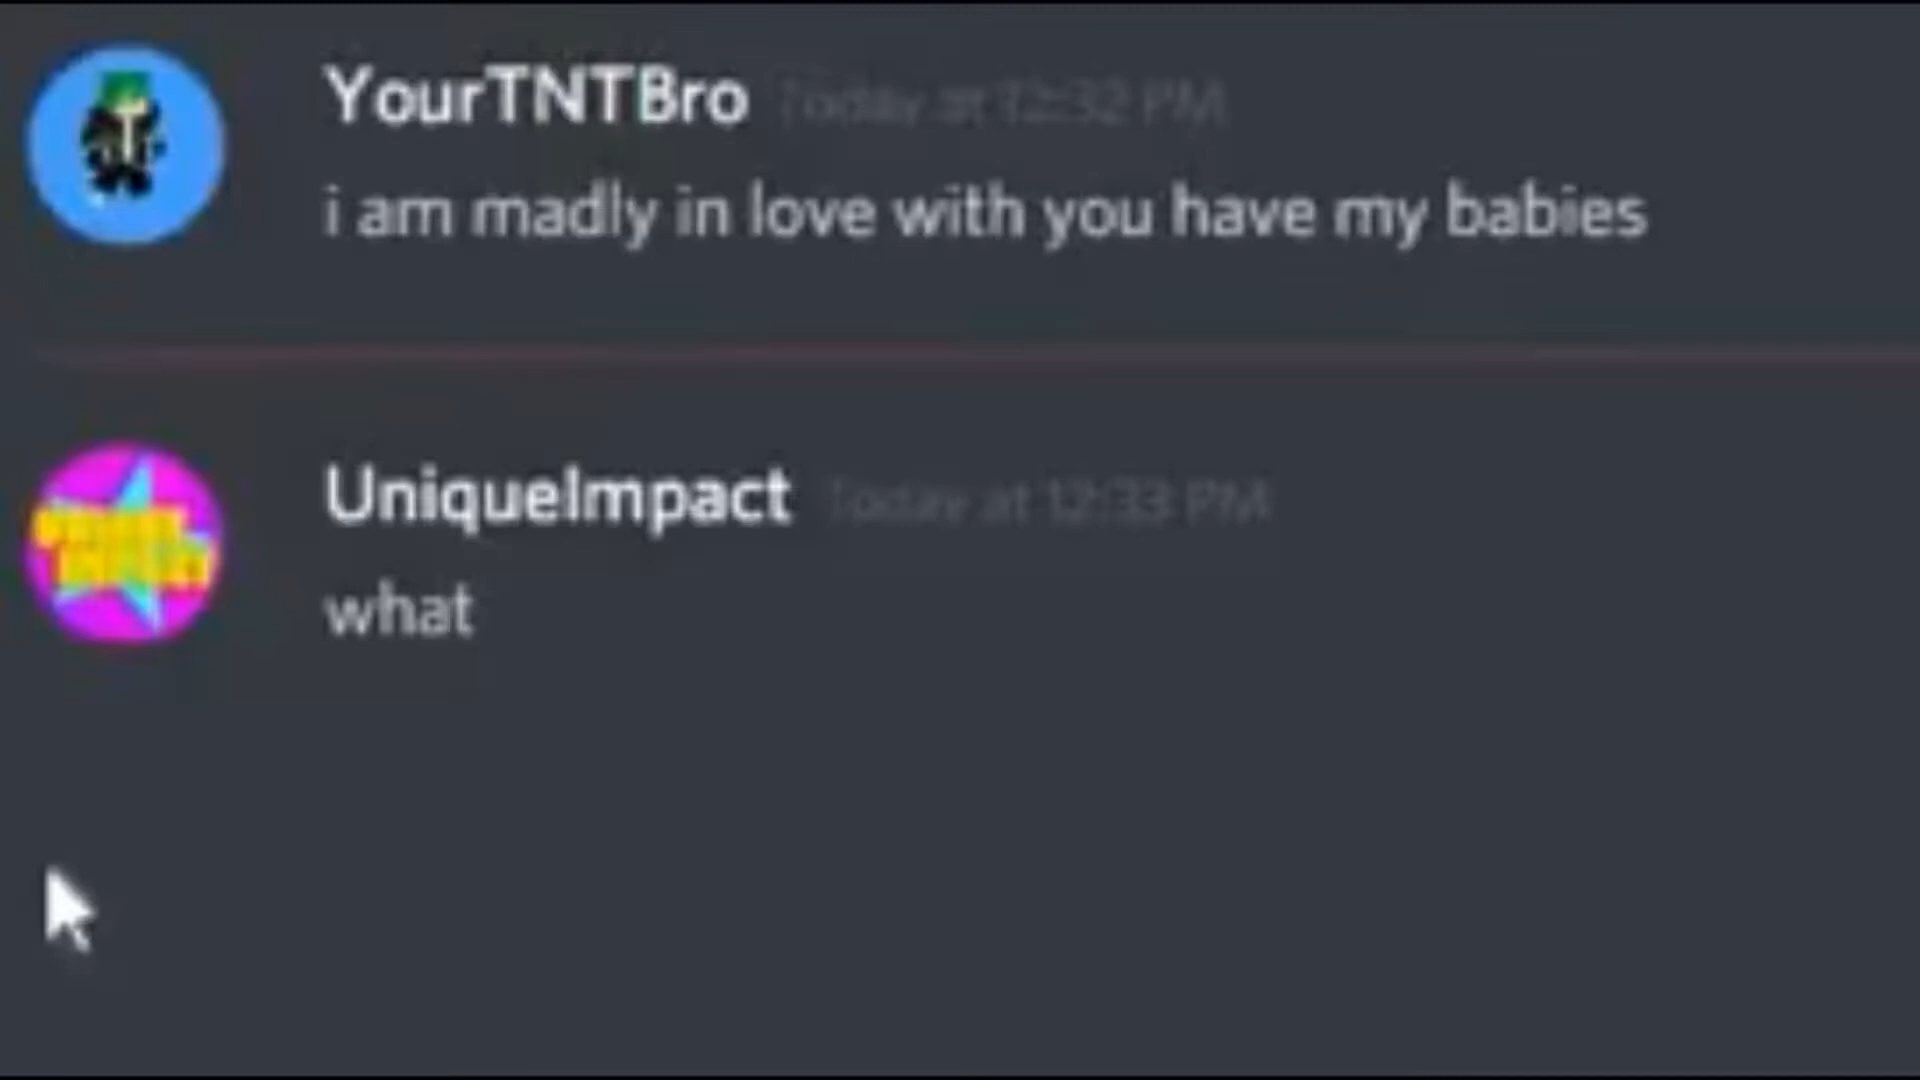 YourTNTBro Today at 12:32 PM
i am madly in love with you have my babies
UniqueImpact Today at 12:33 PM
what